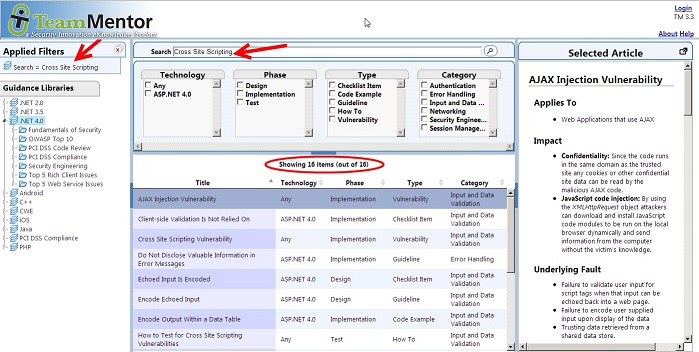 TeamMentor
a Security Innovation eKnowledge Product
Login
TM 3.3
About Help
Applied Filters
Search = Cross Site Scripting
Guidance Libraries
.NET 2.0
.NET 3.5
.NET 4.0
Fundamentals of Security
OWASP Top 10
PCI DSS Code Review
PCI DSS Compliance
Security Engineering
Top 5 Rich Client Issues
Top 5 Web Service Issues
Android
C++
CWE
iOS
Java
PCI DSS Compliance
PHP
Search Cross Site Scripting
Technology
Any
ASP.NET 4.0
Phase
Design
Implementation
Test
Type
Checklist Item
Code Example
Guideline
How To
Vulnerability
Category
Authentication
Error Handling
Input and Data ...
Networking
Security Enginee...
Session Manage...
Showing 16 items (out of 16)
Title Technology Phase Type Category
AJAX Injection Vulnerability Any Implementation Vulnerability Input and Data Validation
Client-side Validation Is Not Relied On ASP.NET 4.0 Implementation Checklist Item Input and Data Validation
Cross Site Scripting Vulnerability Any Implementation Vulnerability Input and Data Validation
Do Not Disclose Valuable Information in Error Messages ASP.NET 4.0 Implementation Guideline Error Handling
Echoed Input Is Encoded ASP.NET 4.0 Design Checklist Item Input and Data Validation
Encode Echoed Input ASP.NET 4.0 Design Guideline Input and Data Validation
Encode Output Within a Data Table ASP.NET 4.0 Implementation Code Example Input and Data Validation
How to Test for Cross Site Scripting Vulnerabilities Any Test How To Input and Data Validation
Selected Article
AJAX Injection Vulnerability
Applies To
Web Applications that use AJAX
Impact
Confidentiality: Since the code runs
in the same domain as the trusted
site any cookies or other confidential
site data can be read by the
malicious AJAX code.
JavaScript code injection: By using
the XMLHttpRequest object attackers
can download and install JavaScript
code modules to be run on the local
browser dynamically and send
information from the computer
without the victim's knowledge.
Underlying Fault
Failure to validate user input for
script tags when that input can be
echoed back into a web page.
Failure to encode user supplied
input upon display of the data
Trusting data retrieved from a
shared data store.